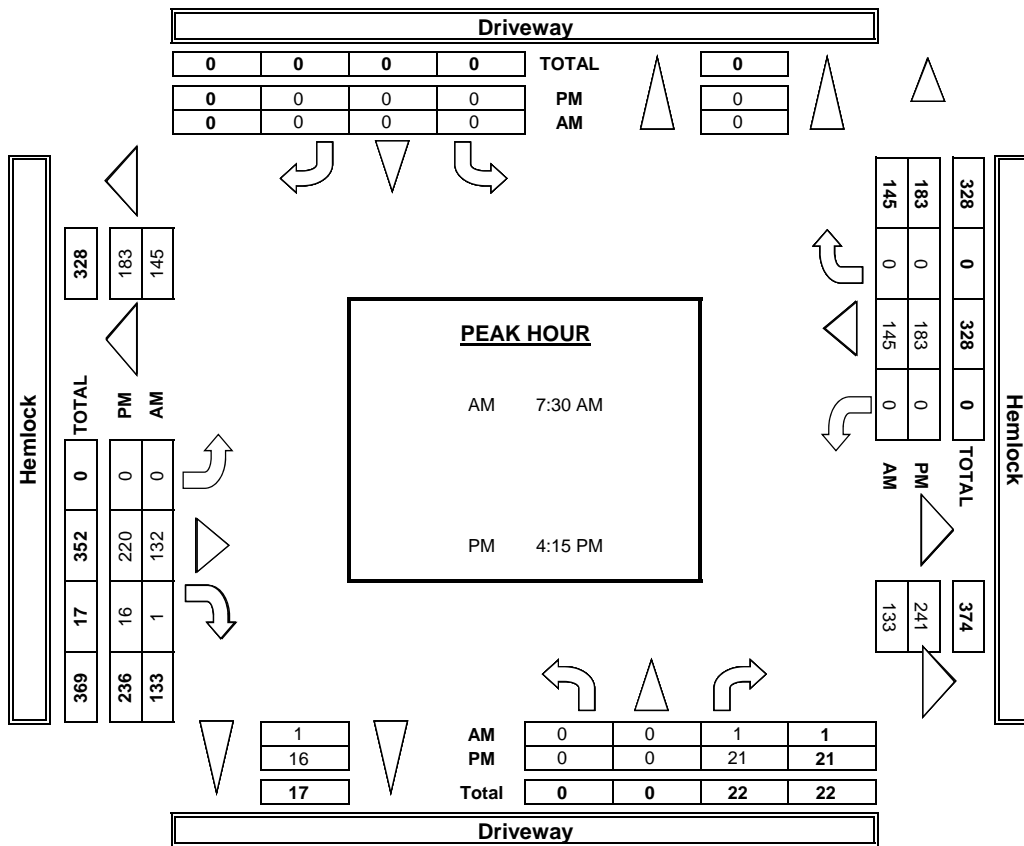 Driveway
0 0 0 0 TOTAL 0
0 0 0 0 PM 0
0 0 0 0 AM 0
Hemlock
328 183 145
TOTAL PM AM
0 0 0
352 220 132
17 16 1
369 236 133
PEAK HOUR
AM 7:30 AM
PM 4:15 PM
145 183 328
0 0 0
145 183 328
0 0 0
AM PM TOTAL
133 241 374
Hemlock
1 AM 0 0 1 1
16 PM 0 0 21 21
17 Total 0 0 22 22
Driveway